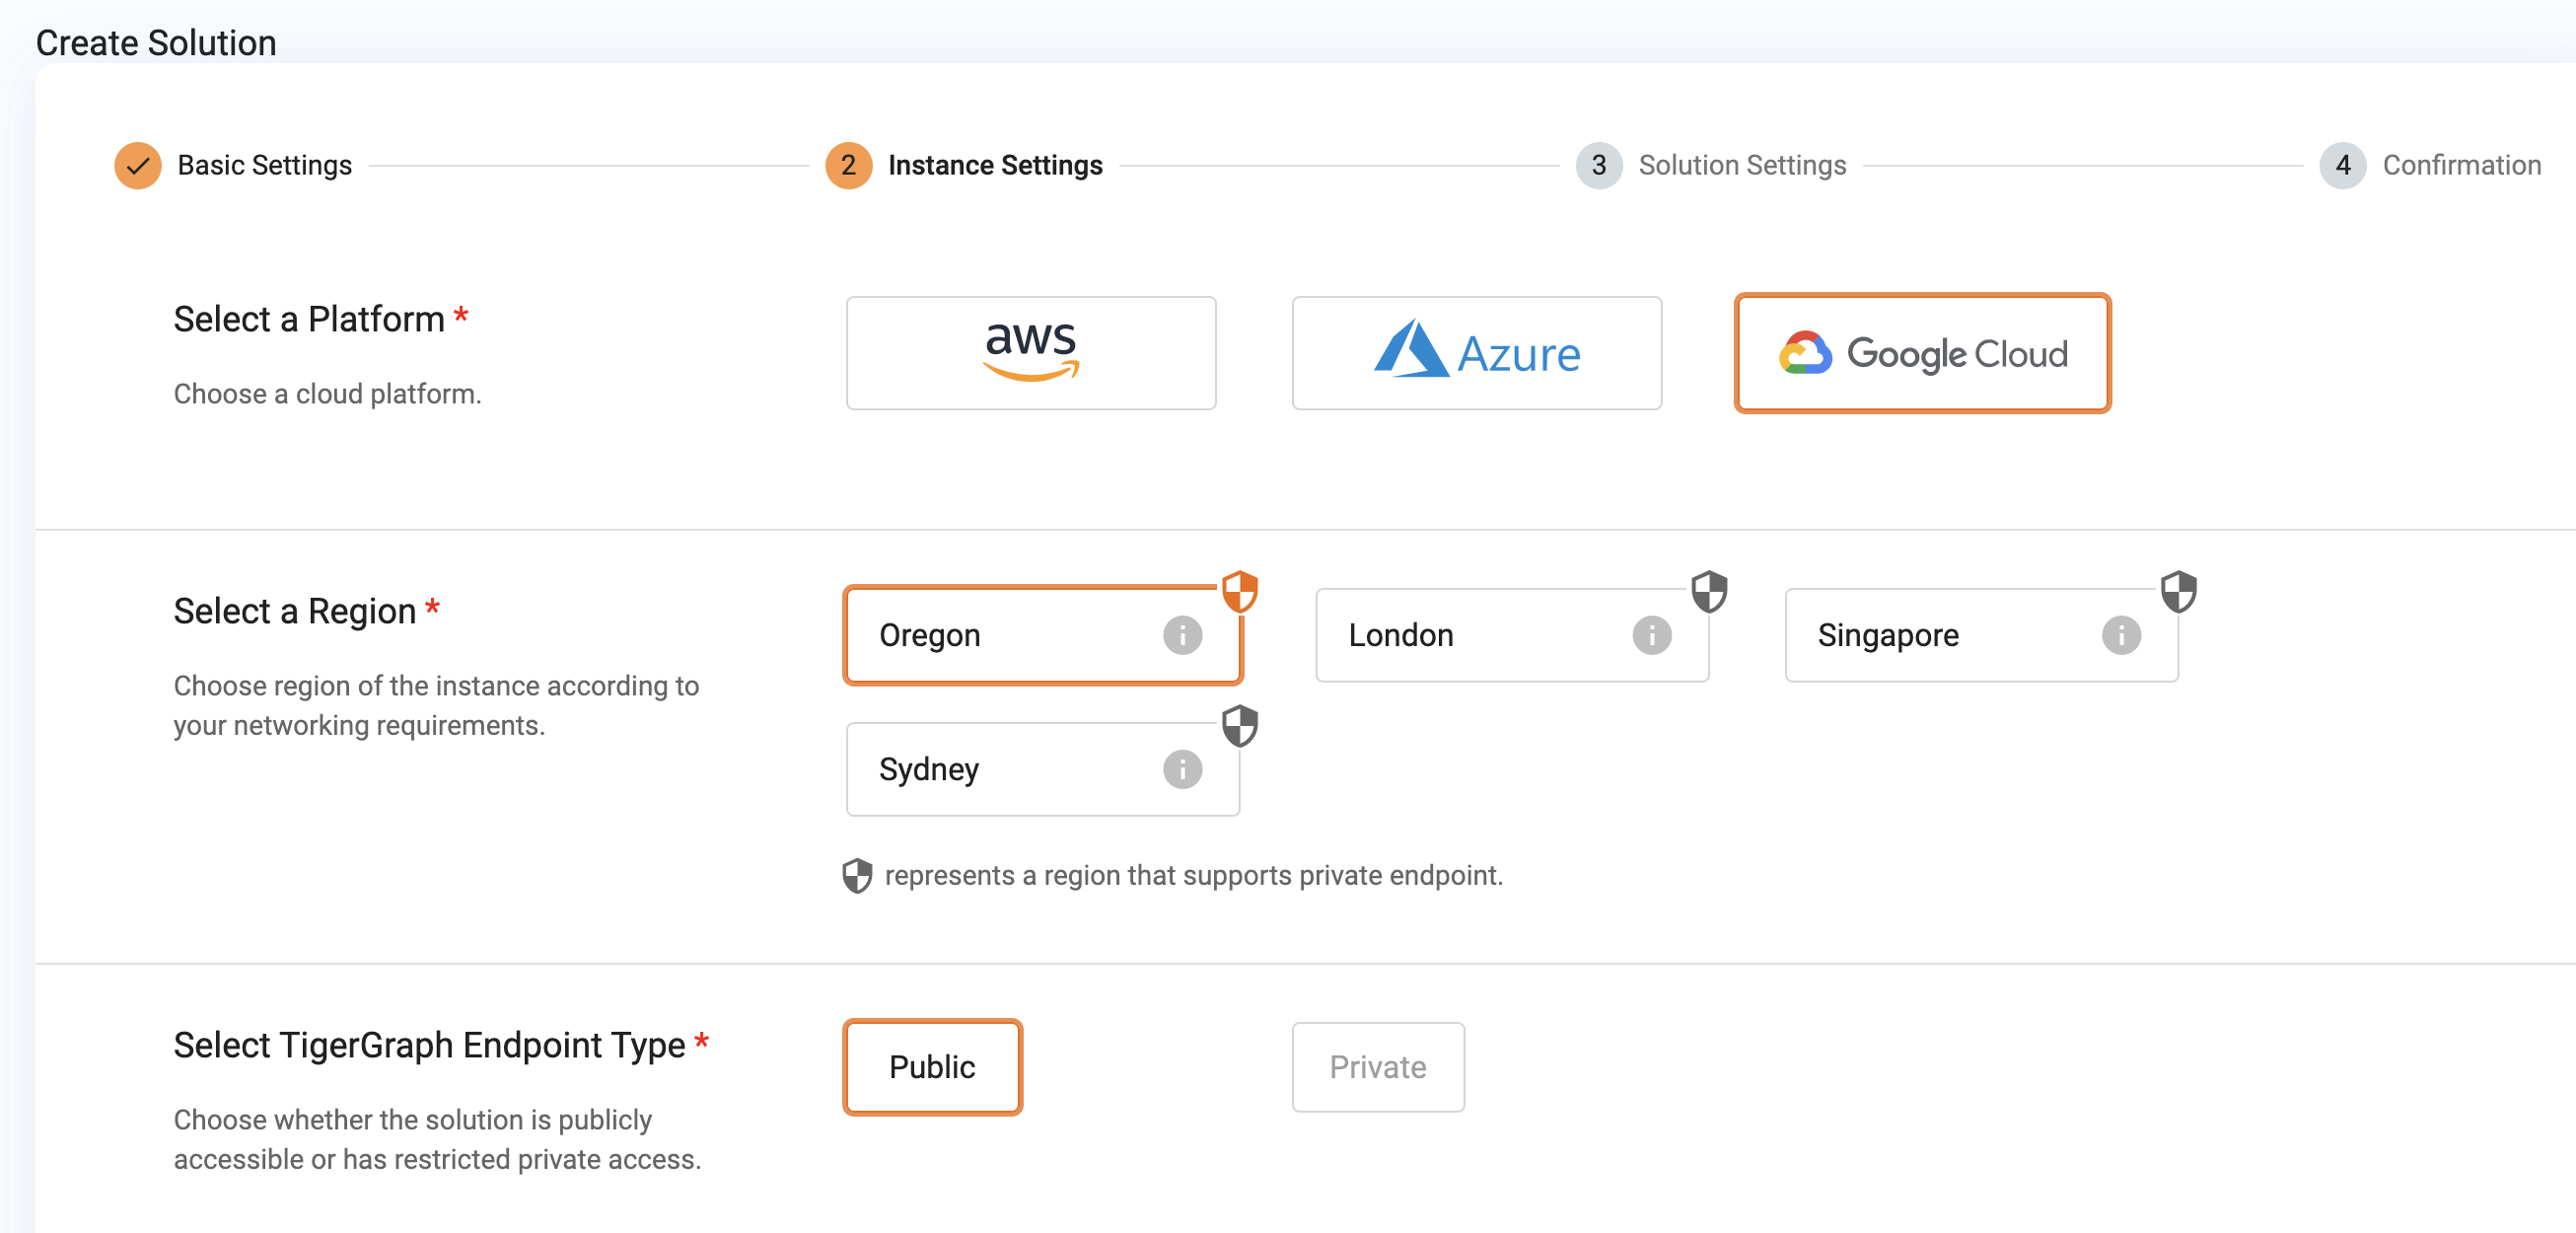 Create Solution
Basic Settings
2 Instance Settings
3 Solution Settings
4 Confirmation
Select a Platform *
Choose a cloud platform.
aws
Azure
Google Cloud
Select a Region *
Choose region of the instance according to
your networking requirements.
Oregon
London
Singapore
Sydney
represents a region that supports private endpoint.
Select TigerGraph Endpoint Type *
Choose whether the solution is publicly
accessible or has restricted private access.
Public
Private